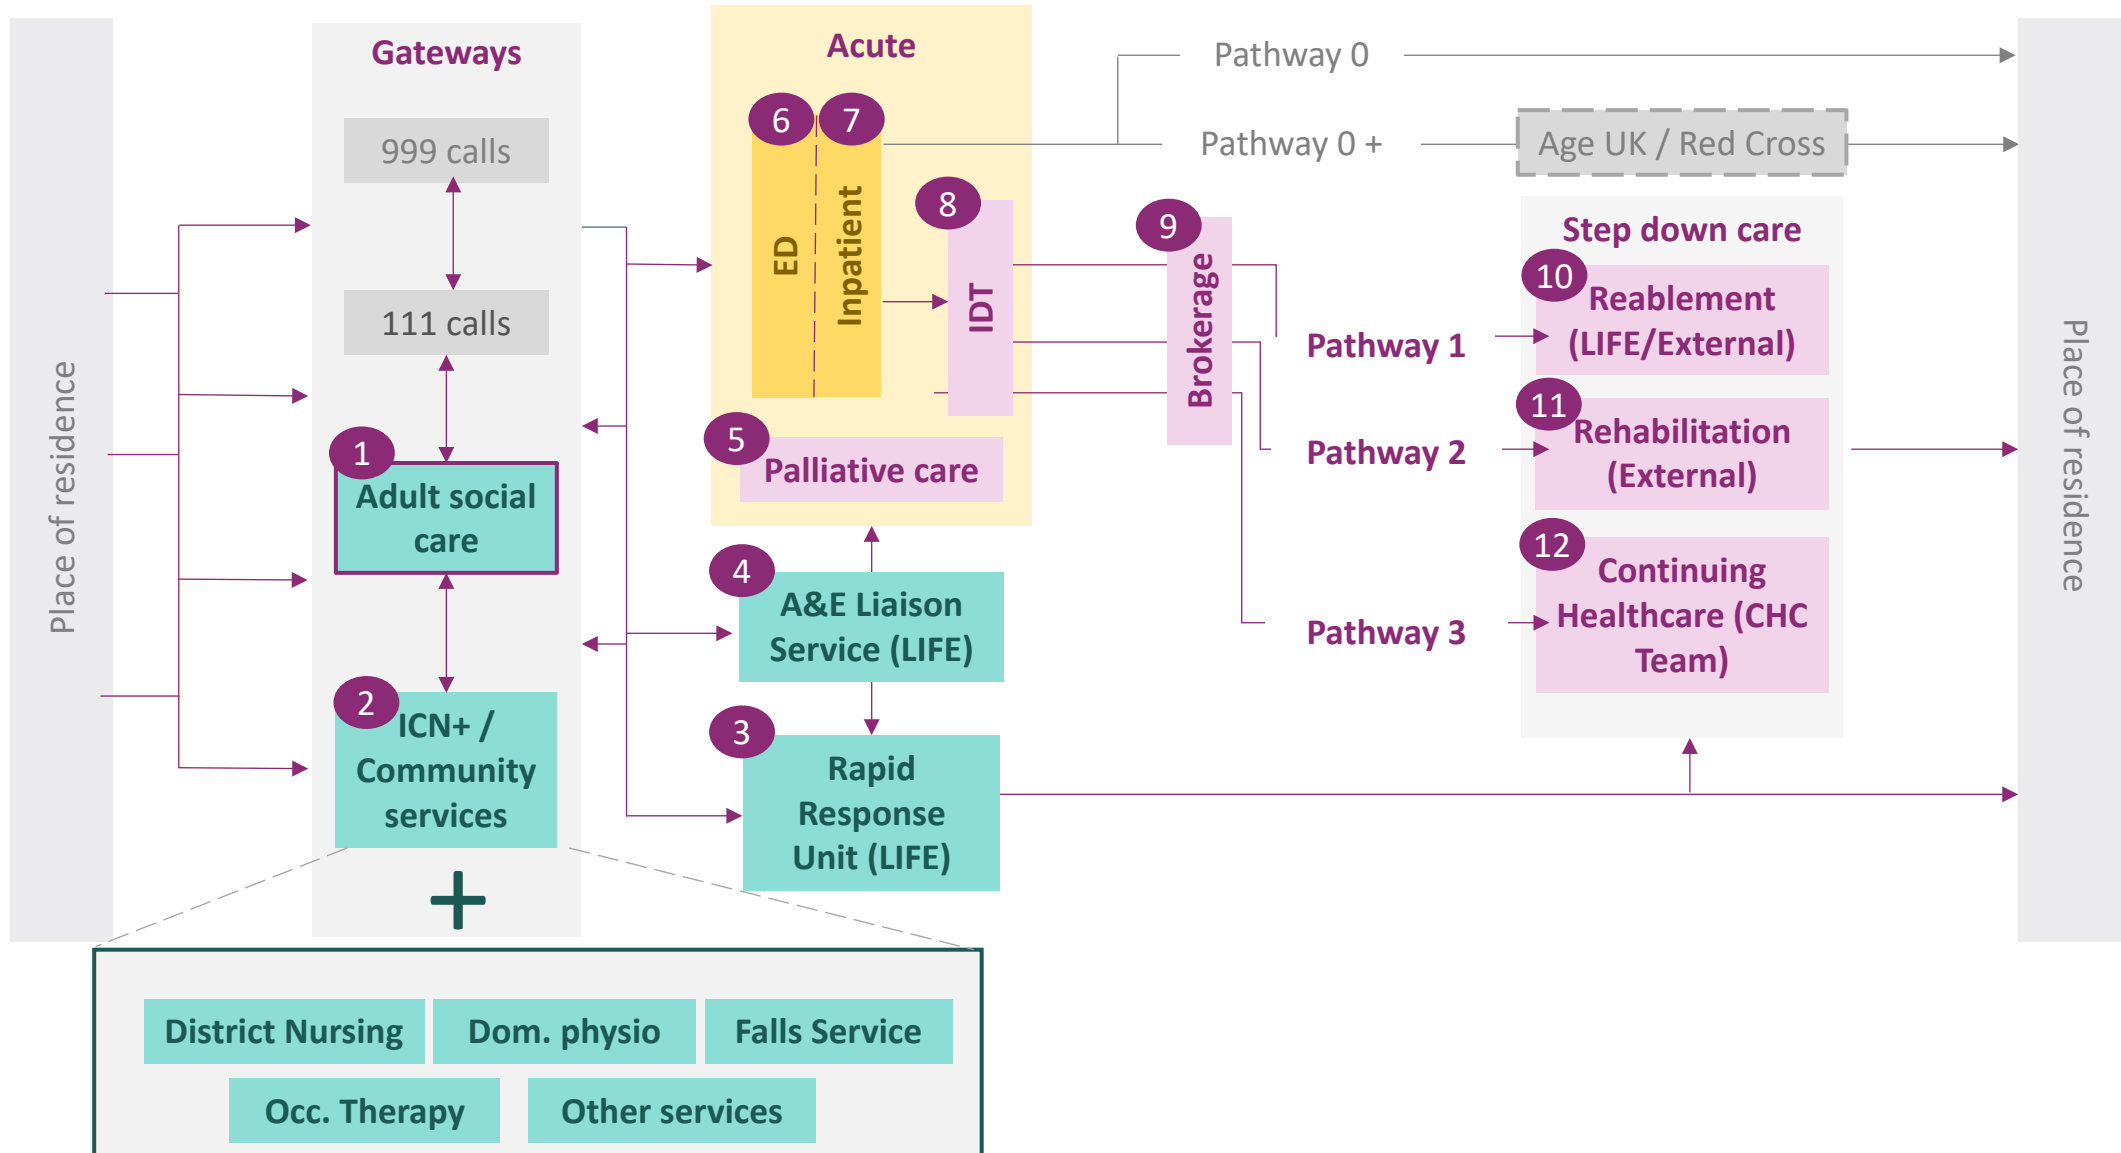 Place of residence
Gateways
999 calls
111 calls
1
Adult social
care
2
ICN+ /
Community
services
+
District Nursing
Dom. physio
Falls Service
Occ. Therapy
Other services
Acute
6
7
ED
Inpatient
8
IDT
5
Palliative care
4
A&E Liaison
Service (LIFE)
3
Rapid
Response
Unit (LIFE)
9
Brokerage
Pathway 0
Pathway 0 +
Age UK / Red Cross
Pathway 1
Pathway 2
Pathway 3
Step down care
10
Reablement
(LIFE/External)
11
Rehabilitation
(External)
12
Continuing
Healthcare (CHC
Team)
Place of residence